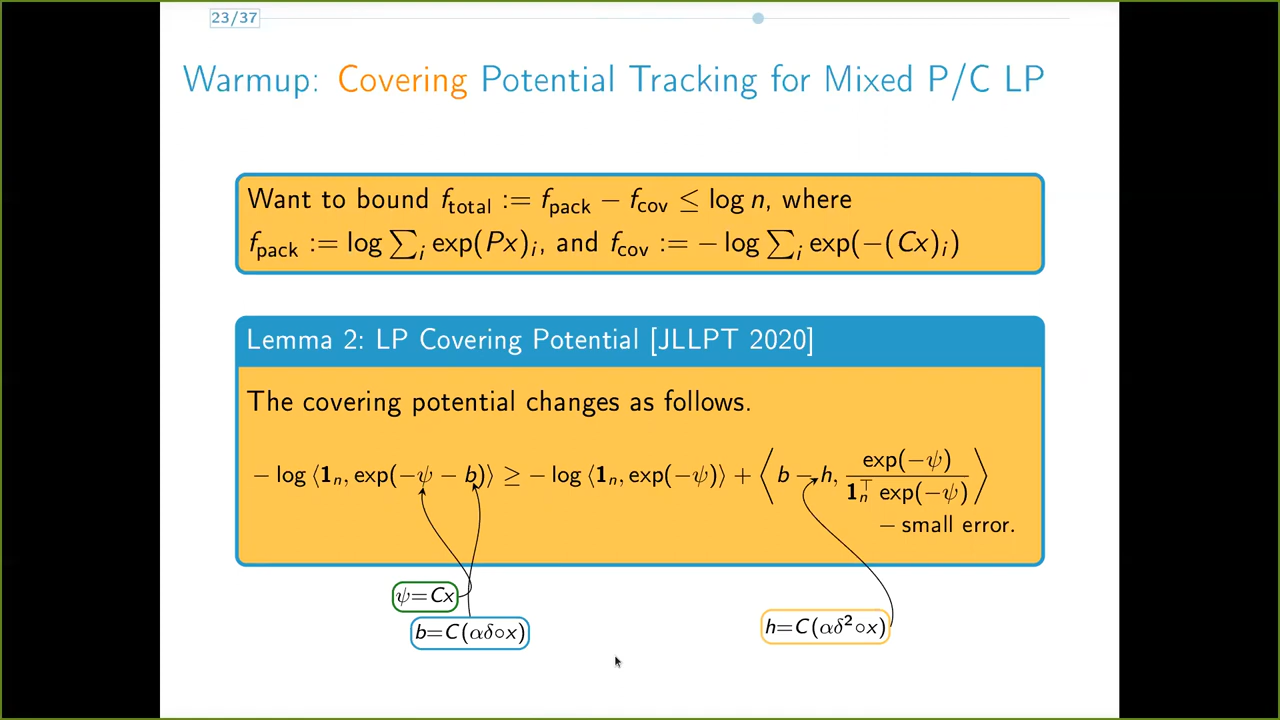 23/37
Warmup: Covering Potential Tracking for Mixed P/C LP
Want to bound f_total := f_pack − f_cov ≤ log n, where
f_pack := log ∑_i exp(Px)_i, and f_cov := − log ∑_i exp(−(Cx)_i)
Lemma 2: LP Covering Potential [JLLPT 2020]
The covering potential changes as follows.
− log ⟨𝟏_n, exp(−ψ − b)⟩ ≥ − log ⟨𝟏_n, exp(−ψ)⟩ + ⟨b − h, exp(−ψ) / 𝟏_n^⊤ exp(−ψ)⟩
− small error.
ψ=Cx
b=C(αδ∘x)
h=C(αδ²∘x)